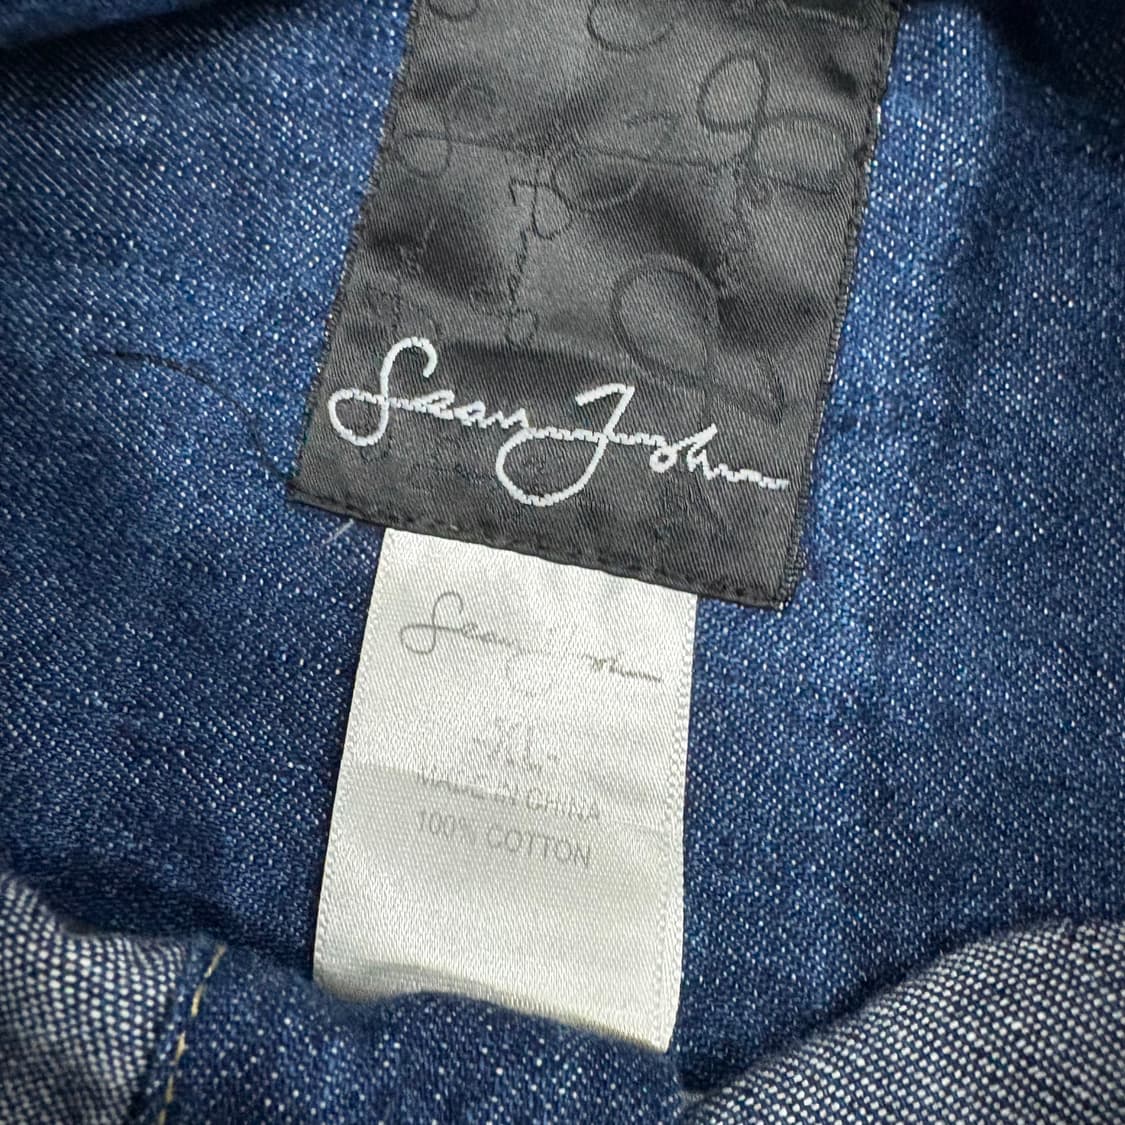 Sean John
Sean John
-XL-
MADE IN CHINA
100% COTTON